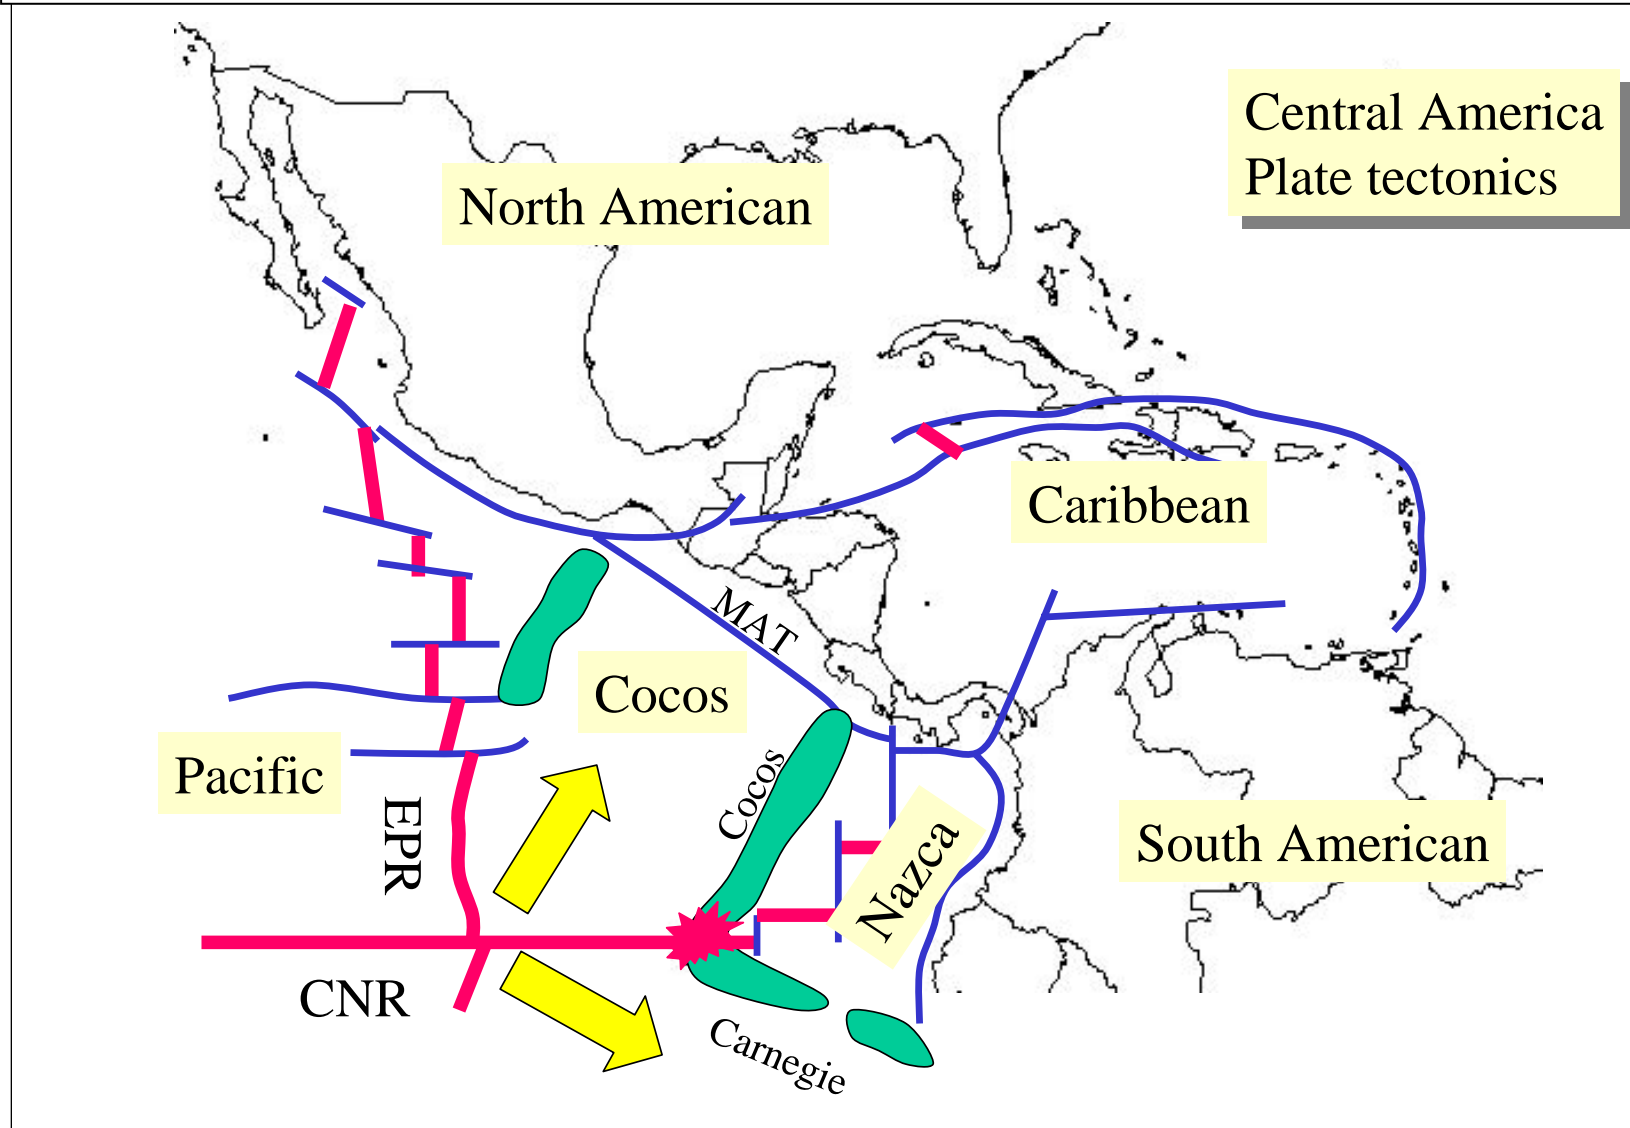 Central America
Plate tectonics
North American
Caribbean
MAT
Cocos
Pacific
Cocos
EPR
Nazca
South American
CNR
Carnegie